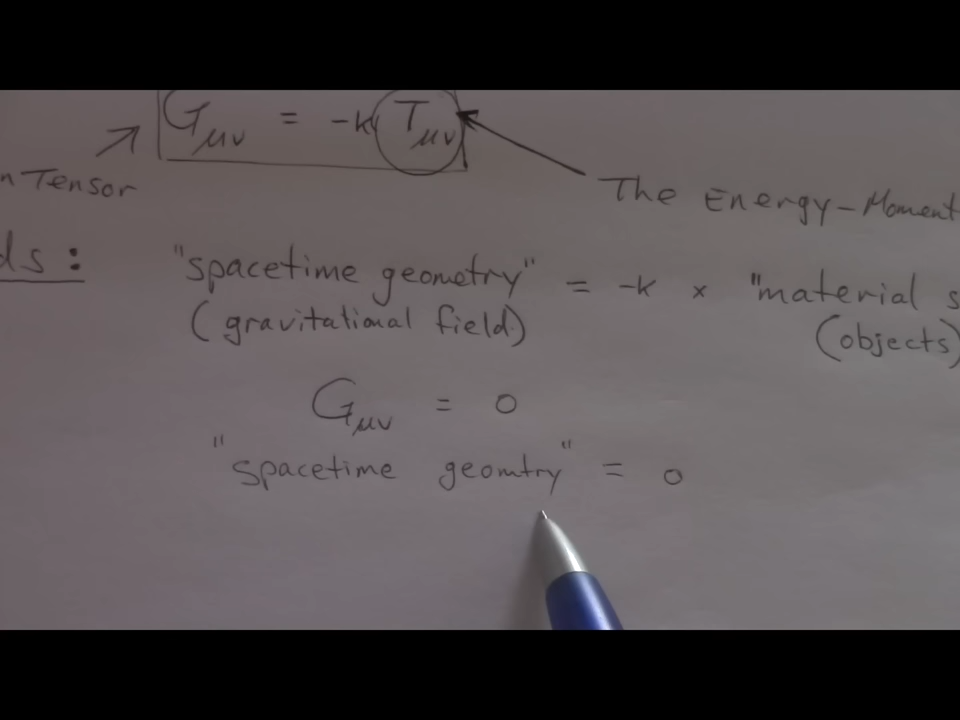 Gμν = -k Tμν
n Tensor
The Energy-Moment
ds:
"spacetime geometry" = -k × "material s
(gravitational field)
(objects)
Gμν = 0
"spacetime geomtry" = 0